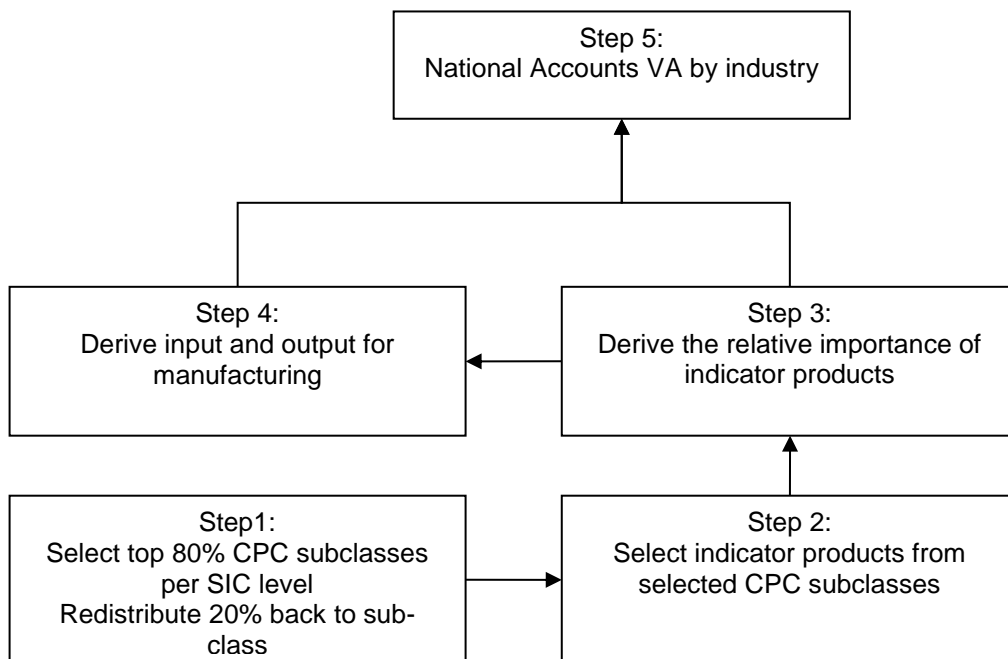 Step 5:
National Accounts VA by industry
Step 4:
Derive input and output for
manufacturing
Step 3:
Derive the relative importance of
indicator products
Step1:
Select top 80% CPC subclasses
per SIC level
Redistribute 20% back to sub-
class
Step 2:
Select indicator products from
selected CPC subclasses